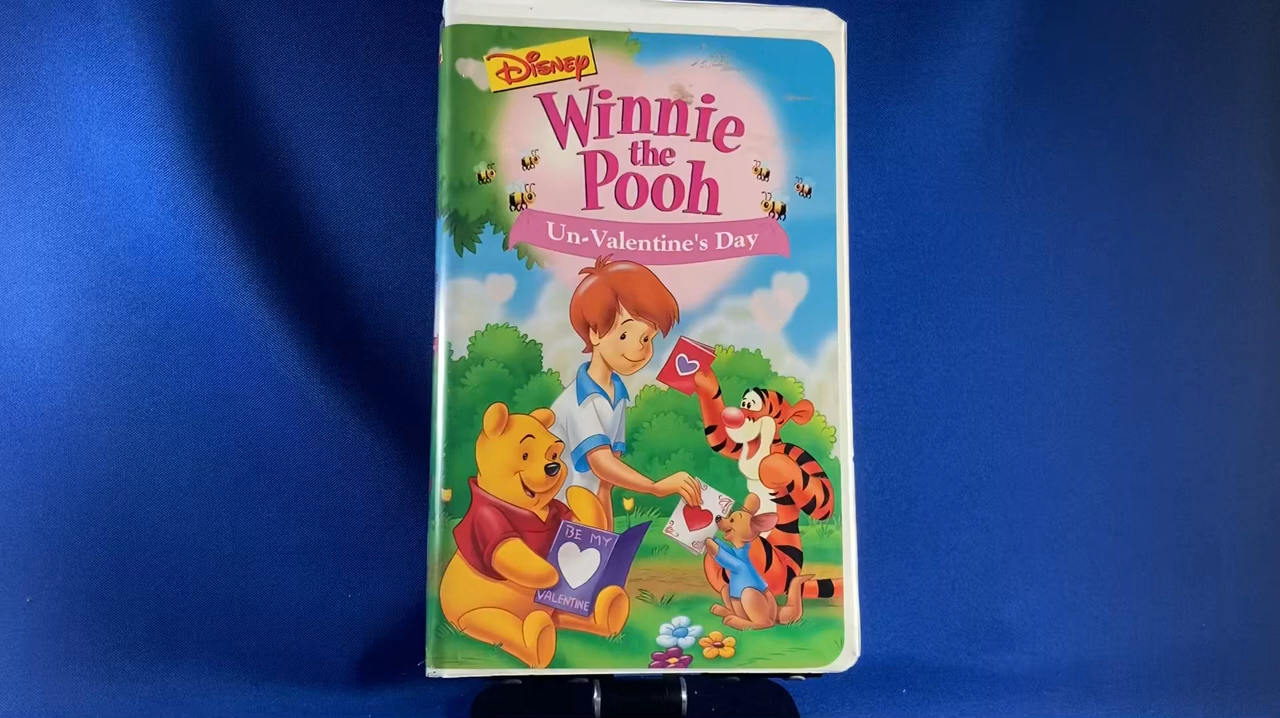 Disney
Winnie
the
Pooh
Un-Valentine's Day
BE MY
VALENTINE